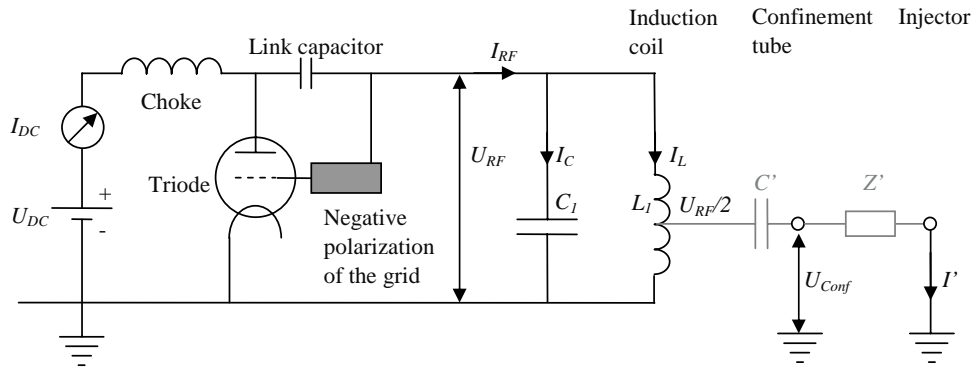 Induction coil
Confinement tube
Injector
Link capacitor
I_RF
Choke
I_DC
U_RF
I_C
I_L
Triode
C'
Z'
C_1
L_1
U_RF/2
+
U_DC
-
Negative
polarization
of the grid
U_Conf
I'